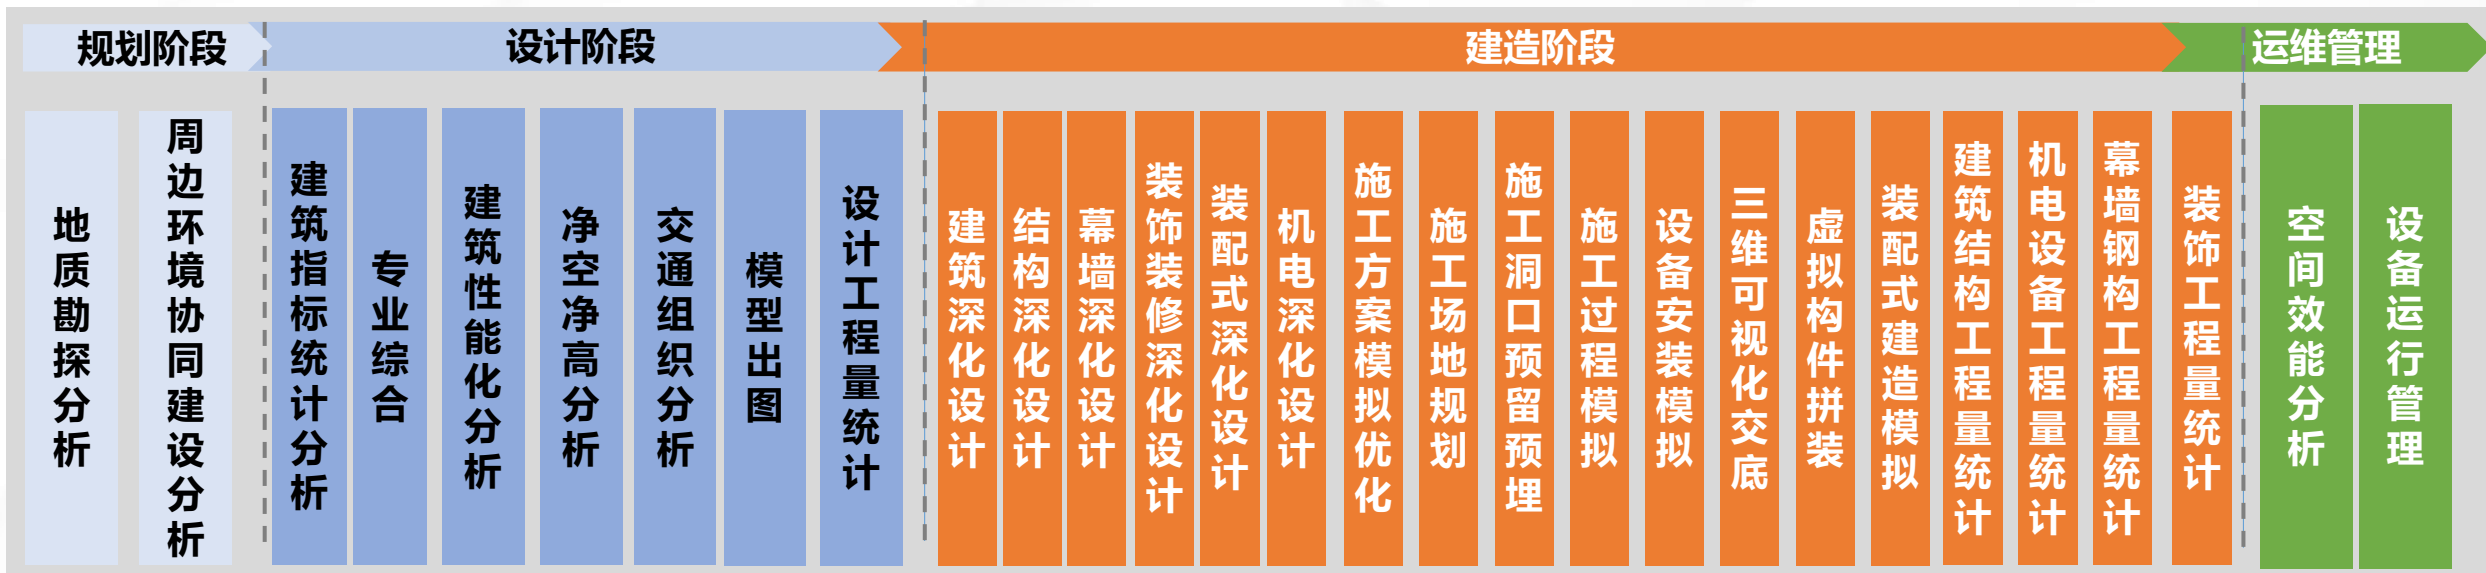 规划阶段
设计阶段
建造阶段
运维管理
地质勘探分析
周边环境协同建设分析
建筑指标统计分析
专业综合
建筑性能化分析
净空净高分析
交通组织分析
模型出图
设计工程量统计
建筑深化设计
结构深化设计
幕墙深化设计
装饰装修深化设计
装配式深化设计
机电深化设计
施工方案模拟优化
施工场地规划
施工洞口预留预埋
施工过程模拟
设备安装模拟
三维可视化交底
虚拟构件拼装
装配式建造模拟
建筑结构工程量统计
机电设备工程量统计
幕墙钢构工程量统计
装饰工程量统计
空间效能分析
设备运行管理